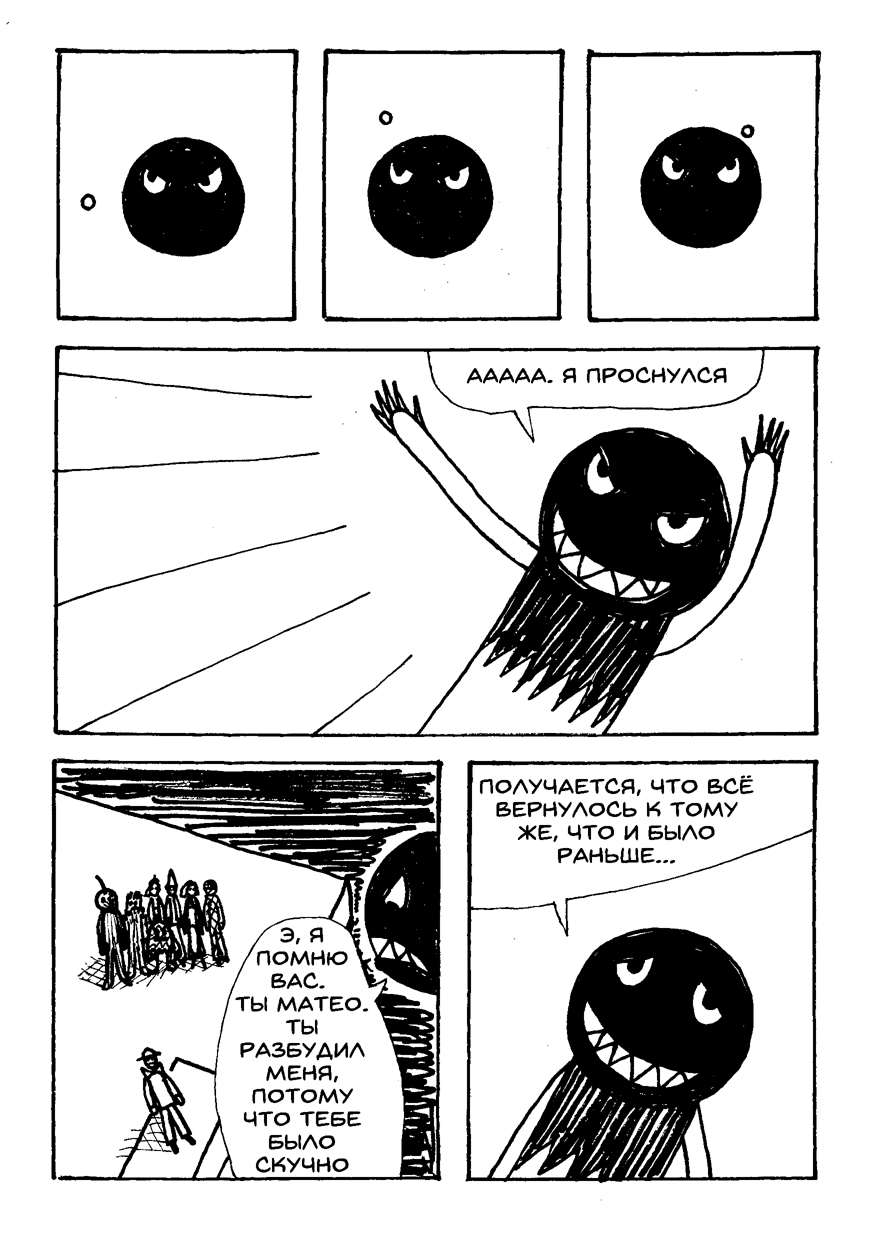 ААААА. Я ПРОСНУЛСЯ
Э, Я
ПОМНЮ
ВАС.
ТЫ МАТЕО.
ТЫ
РАЗБУДИЛ
МЕНЯ,
ПОТОМУ
ЧТО ТЕБЕ
БЫЛО
СКУЧНО
ПОЛУЧАЕТСЯ, ЧТО ВСЁ
ВЕРНУЛОСЬ К ТОМУ
ЖЕ, ЧТО И БЫЛО
РАНЬШЕ...